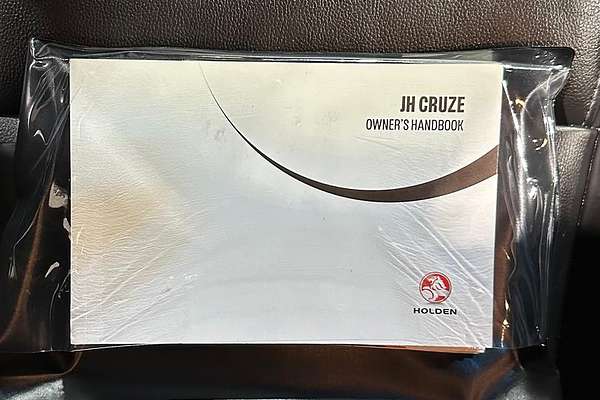 JH CRUZE
OWNER'S HANDBOOK
HOLDEN